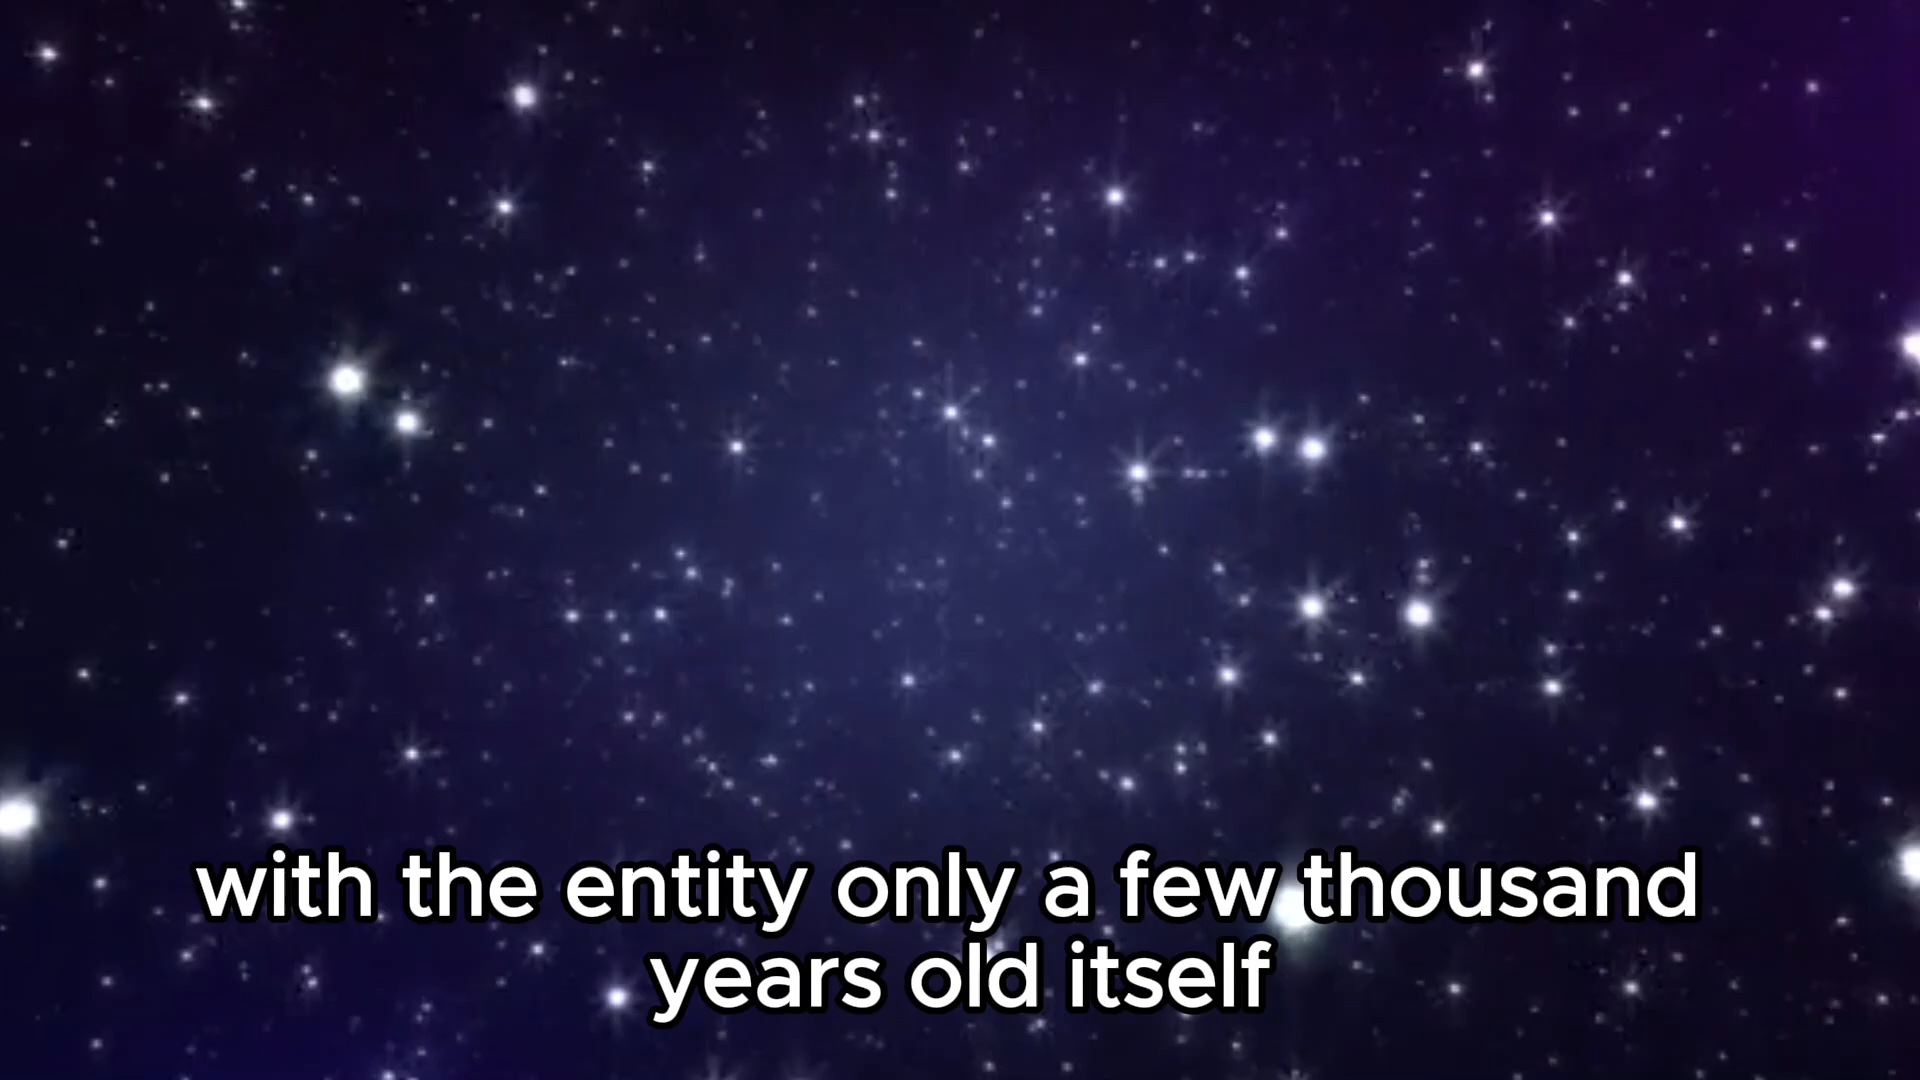 with the entity only a few thousand
years old itself